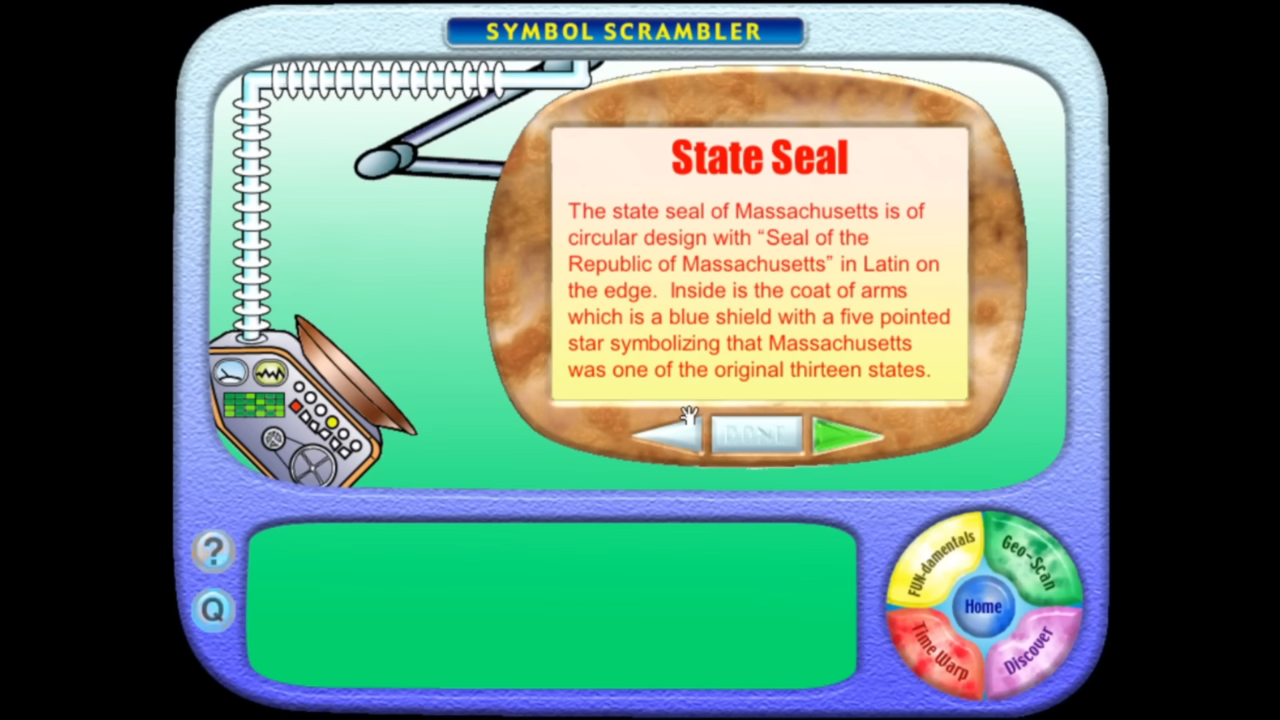 SYMBOL SCRAMBLER
State Seal
The state seal of Massachusetts is of
circular design with “Seal of the
Republic of Massachusetts” in Latin on
the edge.  Inside is the coat of arms
which is a blue shield with a five pointed
star symbolizing that Massachusetts
was one of the original thirteen states.
DONE
?
Q
FUN-damentals
Geo-Scan
Home
Time Warp
Discover